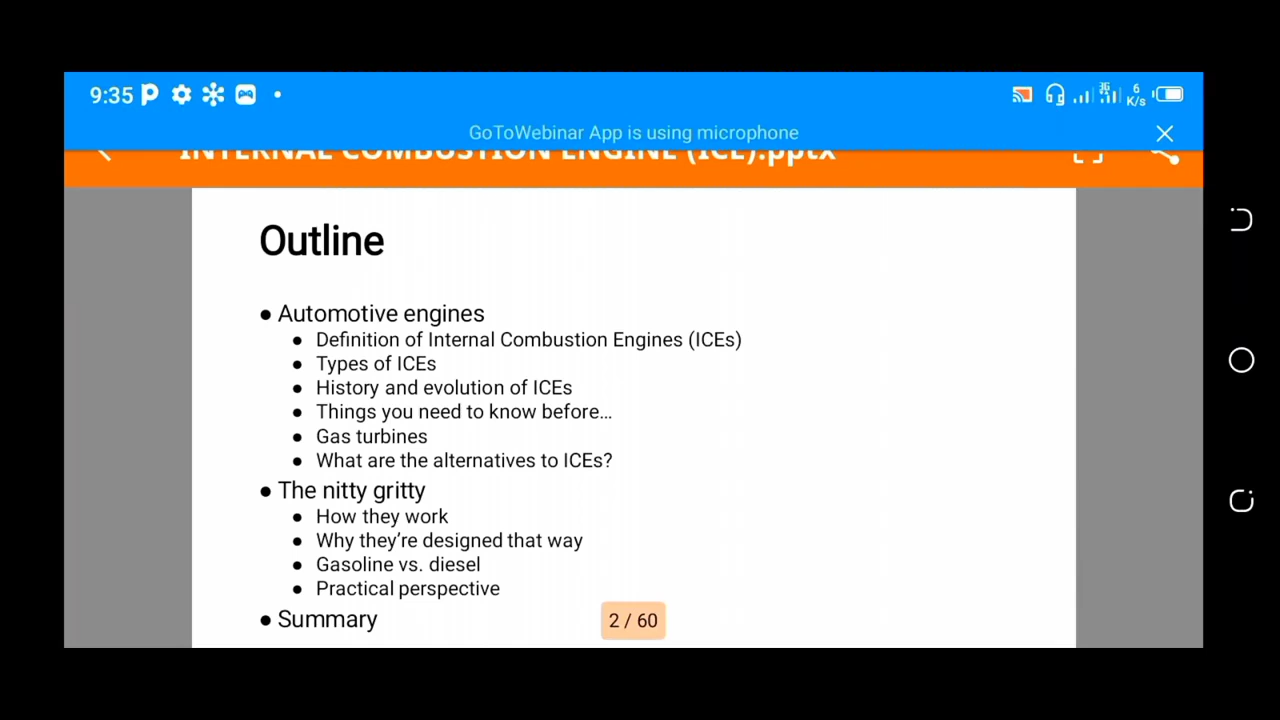 9:35
3G 6 K/s
GoToWebinar App is using microphone
INTERNAL COMBUSTION ENGINE (ICE).pptx
Outline
● Automotive engines
● Definition of Internal Combustion Engines (ICEs)
● Types of ICEs
● History and evolution of ICEs
● Things you need to know before…
● Gas turbines
● What are the alternatives to ICEs?
● The nitty gritty
● How they work
● Why they’re designed that way
● Gasoline vs. diesel
● Practical perspective
● Summary
2 / 60